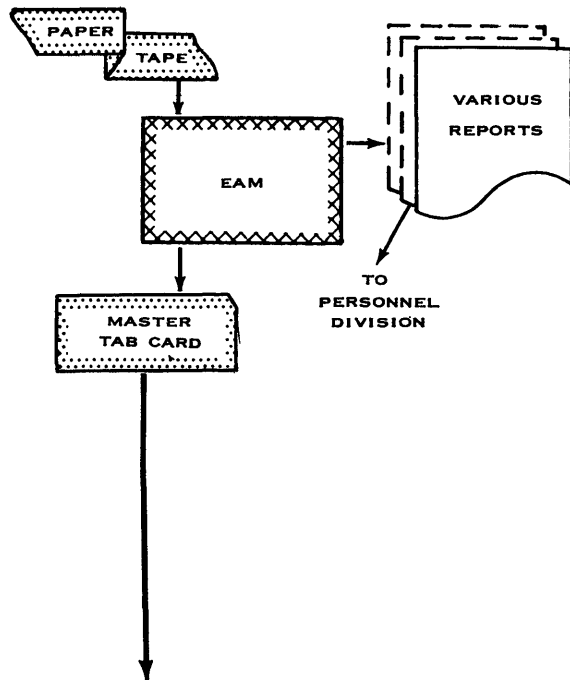 PAPER
TAPE
VARIOUS
REPORTS
EAM
TO
PERSONNEL
DIVISION
MASTER
TAB CARD